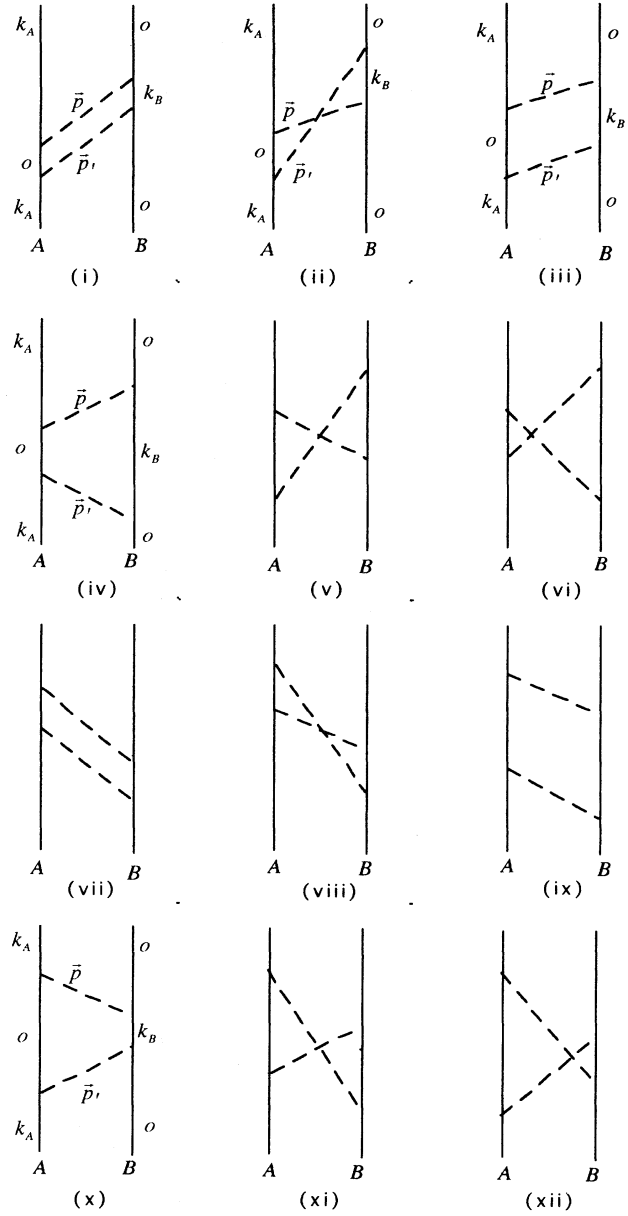 k_A o k_A o k_A o
p⃗ k_B p⃗ k_B p⃗ k_B
o p⃗' o p⃗' o p⃗'
k_A o k_A o k_A o
A B A B A B
(i) (ii) (iii)
k_A o
p⃗
o k_B
p⃗'
k_A o
A B A B A B
(iv) (v) (vi)
A B A B A B
(vii) (viii) (ix)
k_A o
p⃗
o k_B
p⃗'
k_A o
A B A B A B
(x) (xi) (xii)